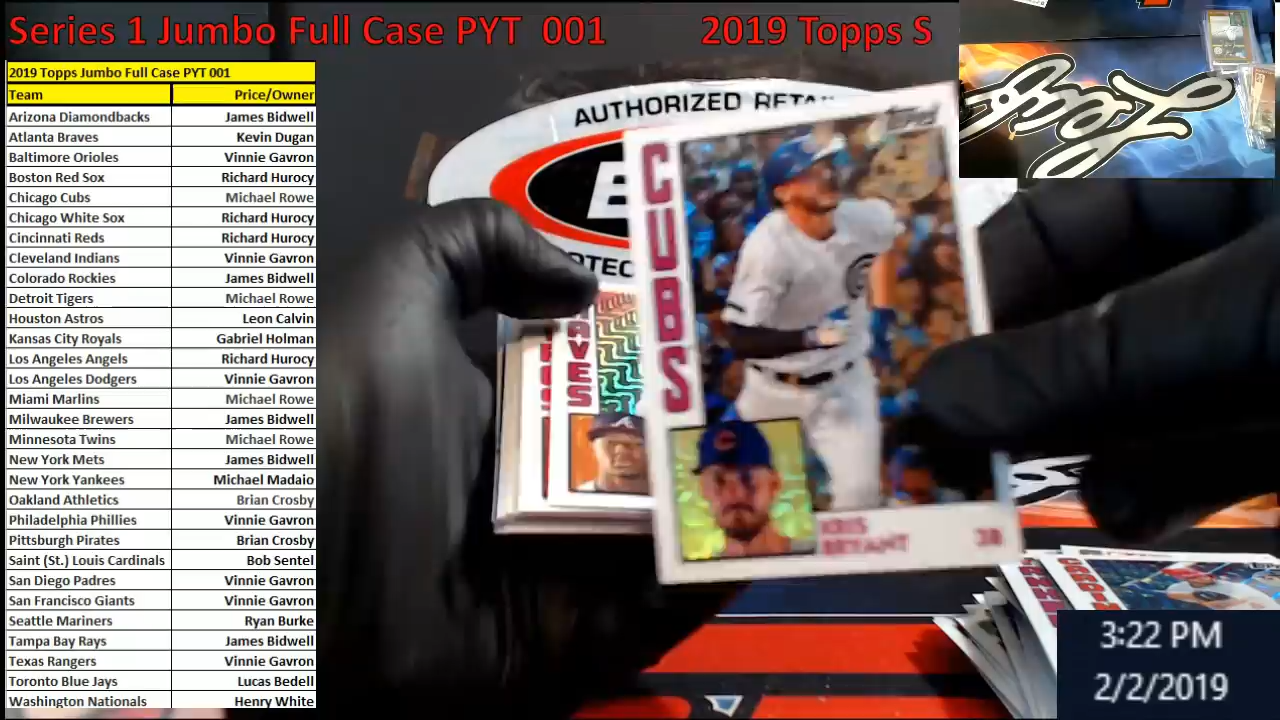 Series 1 Jumbo Full Case PYT 001 2019 Topps S
2019 Topps Jumbo Full Case PYT 001
Team Price/Owner
Arizona Diamondbacks James Bidwell
Atlanta Braves Kevin Dugan
Baltimore Orioles Vinnie Gavron
Boston Red Sox Richard Hurocy
Chicago Cubs Michael Rowe
Chicago White Sox Richard Hurocy
Cincinnati Reds Richard Hurocy
Cleveland Indians Vinnie Gavron
Colorado Rockies James Bidwell
Detroit Tigers Michael Rowe
Houston Astros Leon Calvin
Kansas City Royals Gabriel Holman
Los Angeles Angels Richard Hurocy
Los Angeles Dodgers Vinnie Gavron
Miami Marlins Michael Rowe
Milwaukee Brewers James Bidwell
Minnesota Twins Michael Rowe
New York Mets James Bidwell
New York Yankees Michael Madaio
Oakland Athletics Brian Crosby
Philadelphia Phillies Vinnie Gavron
Pittsburgh Pirates Brian Crosby
Saint (St.) Louis Cardinals Bob Sentel
San Diego Padres Vinnie Gavron
San Francisco Giants Vinnie Gavron
Seattle Mariners Ryan Burke
Tampa Bay Rays James Bidwell
Texas Rangers Vinnie Gavron
Toronto Blue Jays Lucas Bedell
Washington Nationals Henry White
AUTHORIZED RETA
Topps
CUBS
KRIS
BRYANT 3B
AVES
3:22 PM
2/2/2019